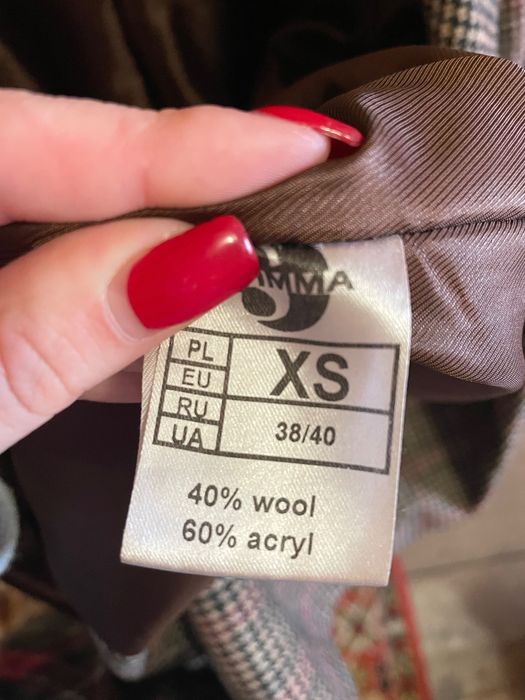 PL
EU
XS
RU
UA
38/40
40% wool
60% acryl